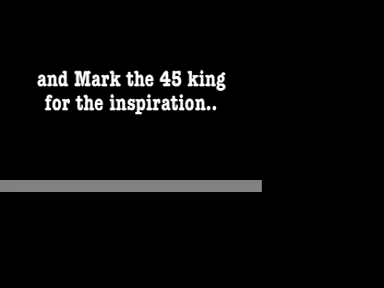 and Mark the 45 king
for the inspiration..